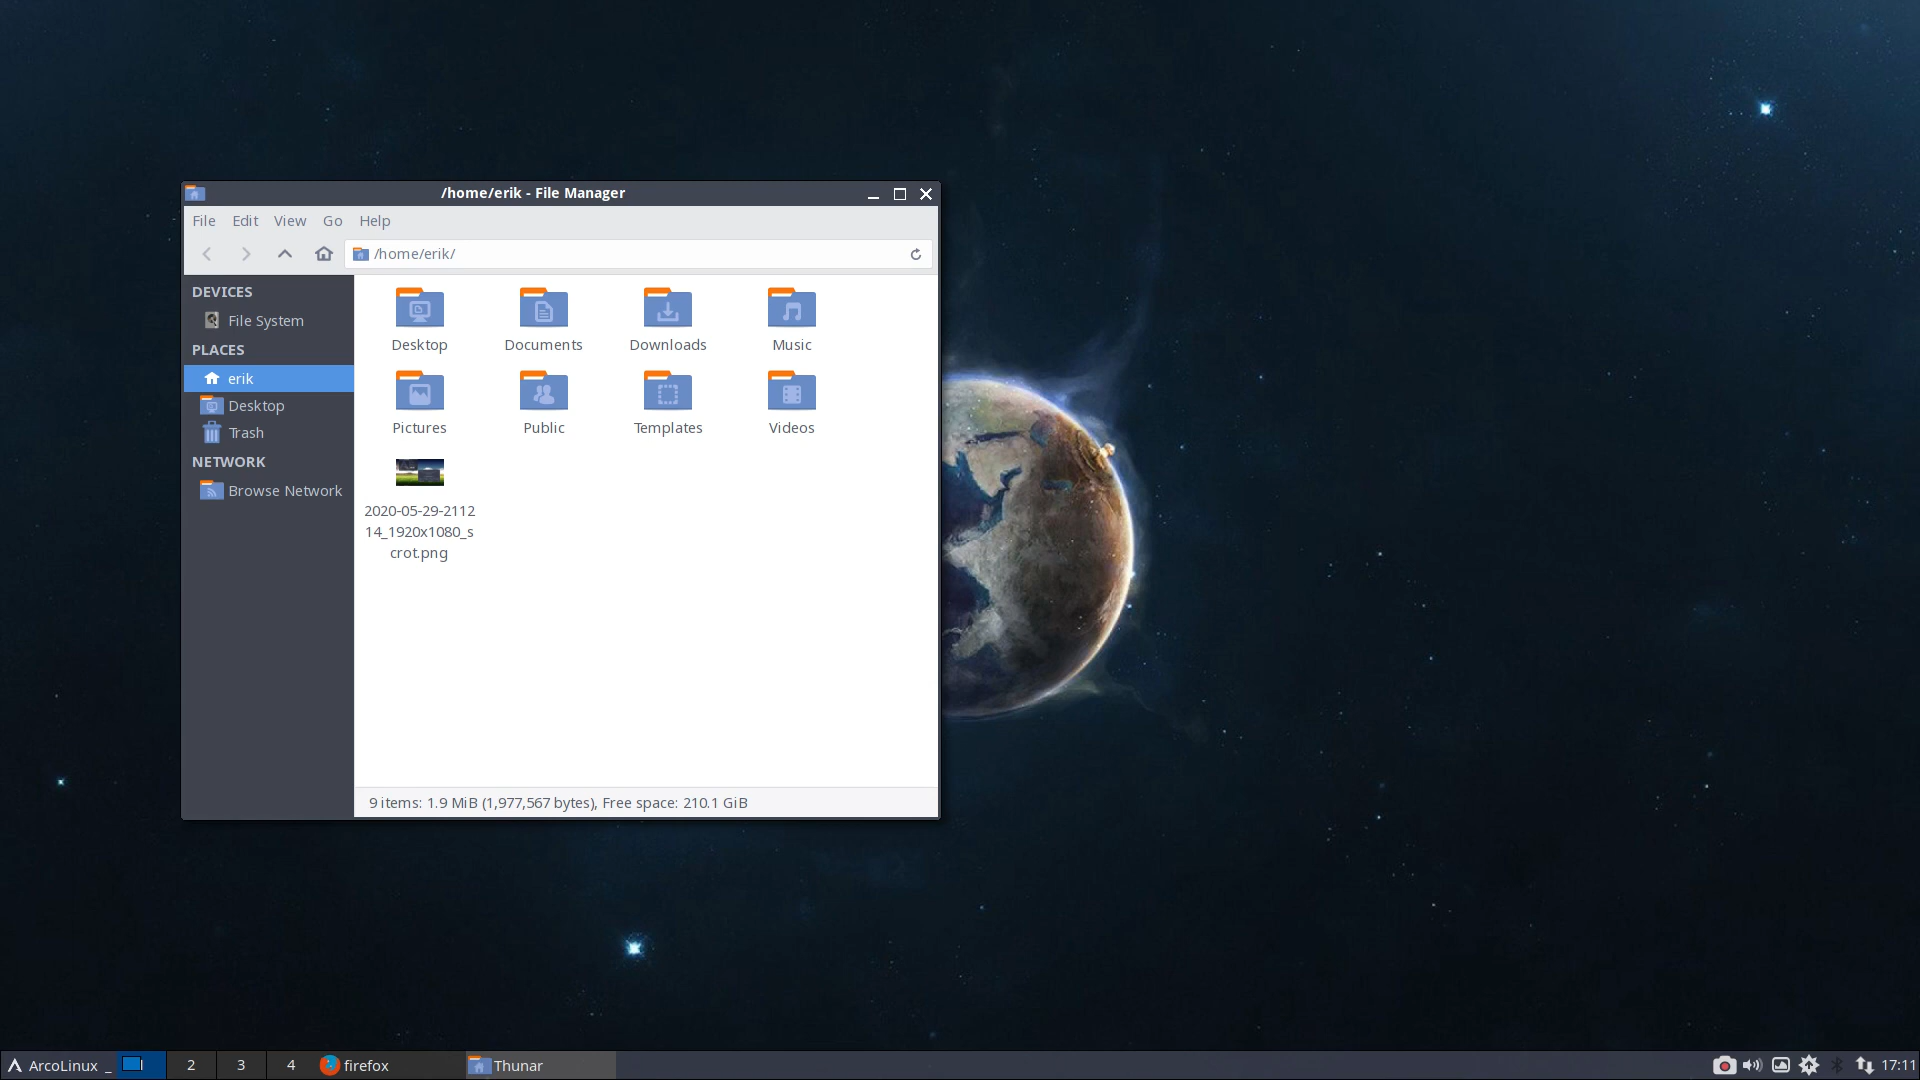 /home/erik - File Manager
File Edit View Go Help
/home/erik/
DEVICES
File System
PLACES
erik
Desktop
Trash
NETWORK
Browse Network
Desktop Documents Downloads Music
Pictures Public Templates Videos
2020-05-29-2112
14_1920x1080_s
crot.png
9 items: 1.9 MiB (1,977,567 bytes), Free space: 210.1 GiB
ArcoLinux _ 1 2 3 4 firefox Thunar 17:11